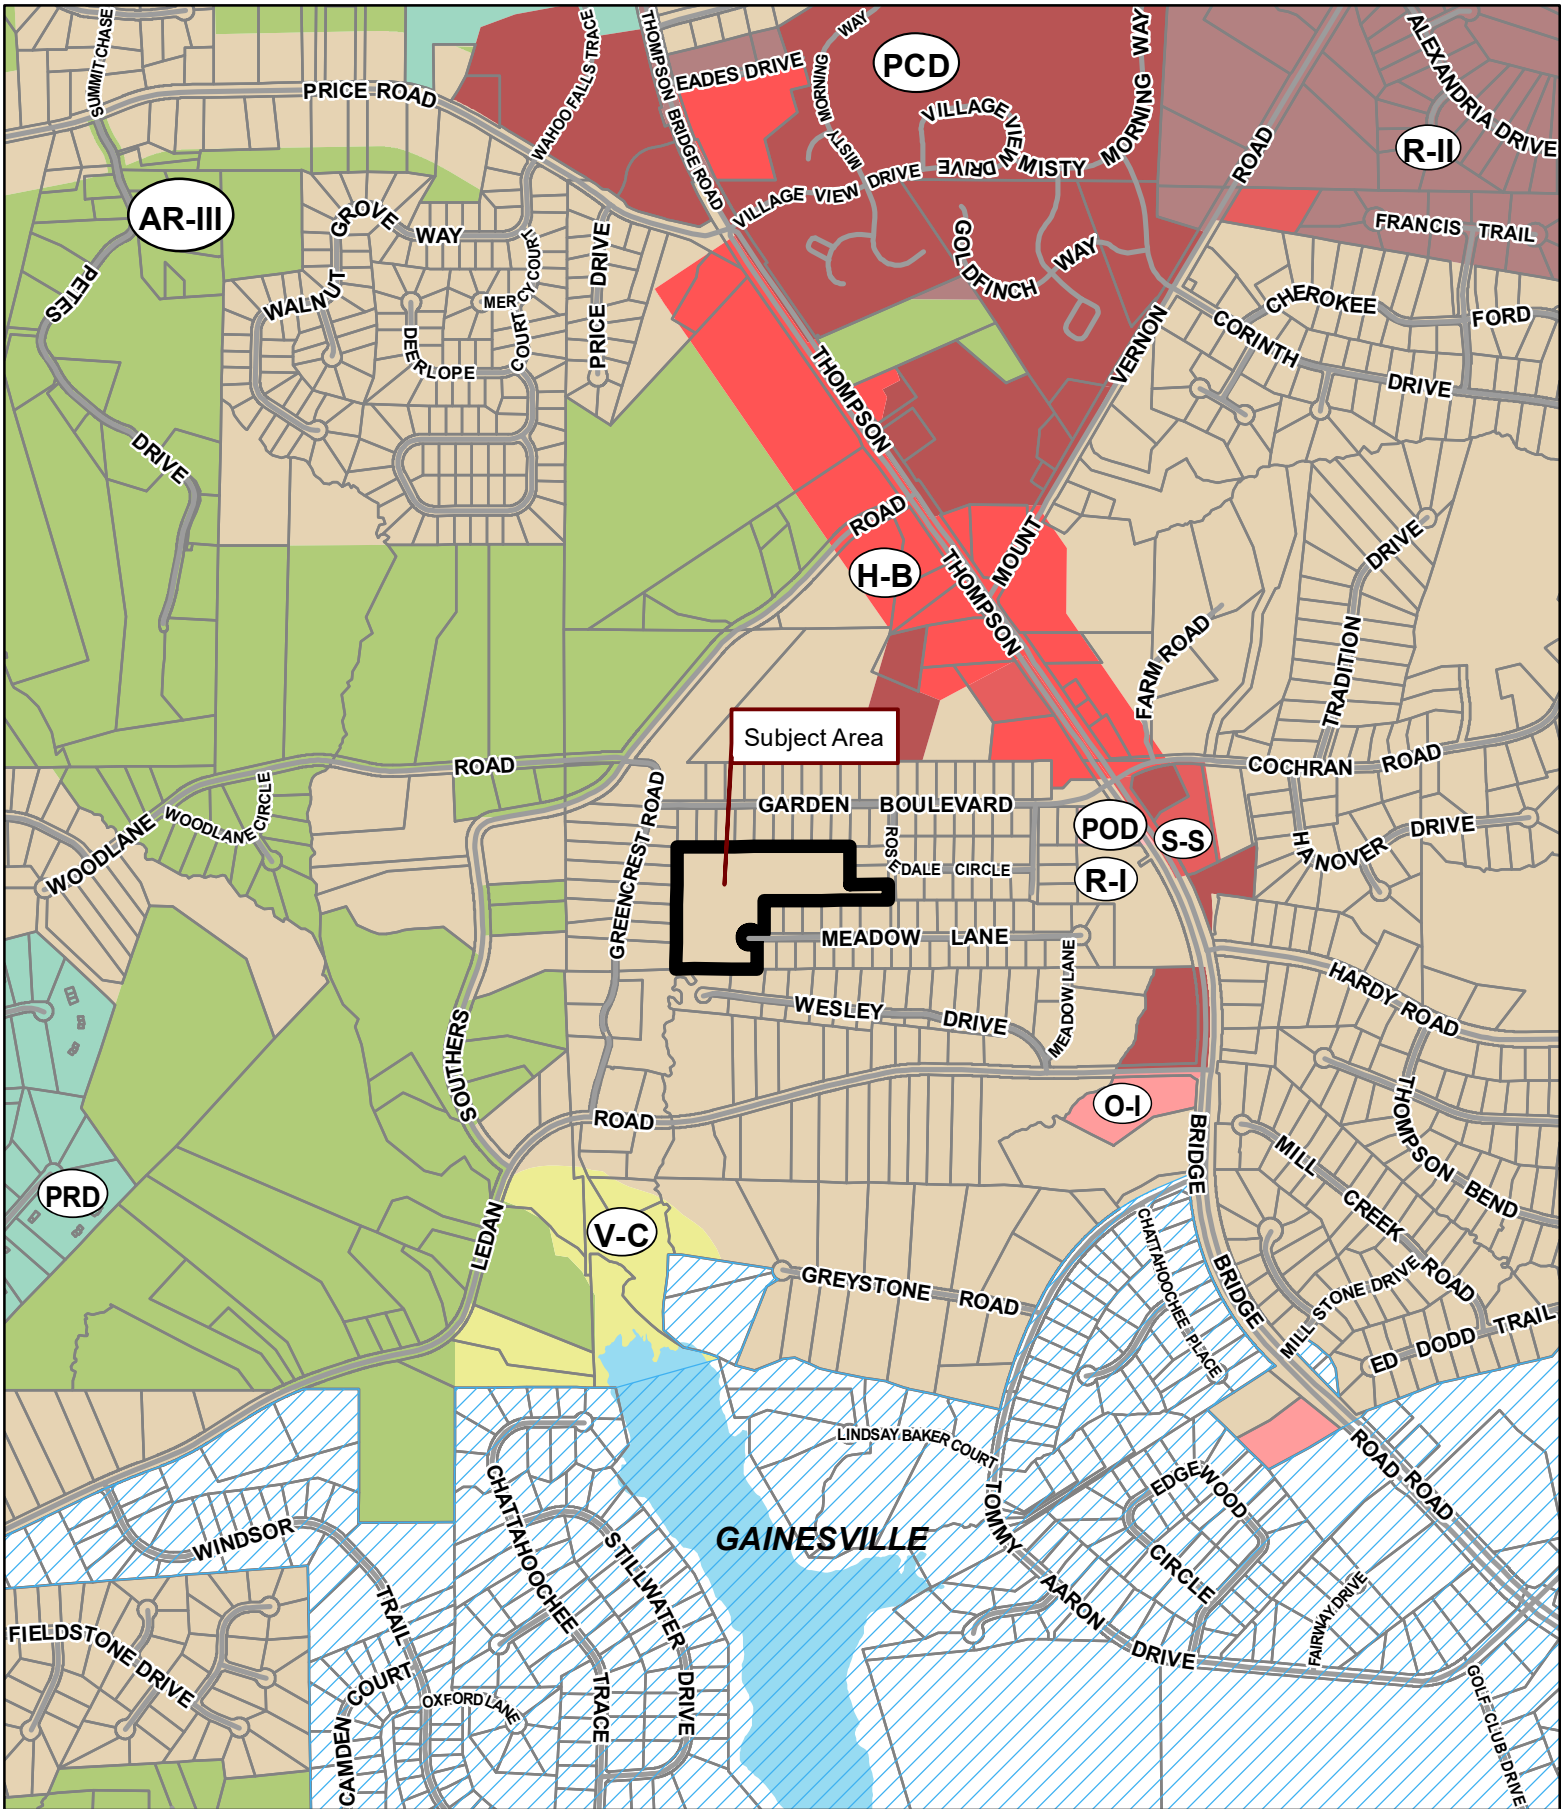 SUMMIT CHASE
PRICE ROAD
WAHOO FALLS TRACE
THOMPSON BRIDGE ROAD
EADES DRIVE
MISTY MORNING WAY
PCD
VILLAGE VIEW DRIVE
MISTY MORNING WAY
ROAD
ALEXANDRIA DRIVE
R-II
AR-III
GROVE WAY
VILLAGE VIEW DRIVE
FRANCIS TRAIL
PETES
WALNUT
MERCY COURT
COURT
DEER SLOPE
PRICE DRIVE
GOLDFINCH WAY
CHEROKEE FORD
VERNON
CORINTH DRIVE
THOMPSON
DRIVE
ROAD
H-B
THOMPSON
MOUNT
DRIVE
FARM ROAD
TRADITION
Subject Area
ROAD
COCHRAN ROAD
WOODLANE
WOODLANE CIRCLE
GREENCREST ROAD
GARDEN BOULEVARD
ROSEDALE CIRCLE
POD
S-S
R-I
HANOVER DRIVE
MEADOW LANE
MEADOW LANE
WESLEY DRIVE
HARDY ROAD
SOUTHERS
ROAD
O-I
THOMPSON BEND
BRIDGE
MILL CREEK ROAD
PRD
V-C
LEDAN
GREYSTONE ROAD
CHATTAHOOCHEE PLACE
BRIDGE
MILL STONE DRIVE
ED DODD TRAIL
LINDSAY BAKER COURT
ROAD
ROAD
CHATTAHOOCHEE TRACE
STILLWATER DRIVE
GAINESVILLE
TOMMY AARON DRIVE
EDGEWOOD CIRCLE
WINDSOR TRAIL
FAIRWAY DRIVE
FIELDSTONE DRIVE
CAMDEN COURT
OXFORD LANE
GOLF CLUB DRIVE